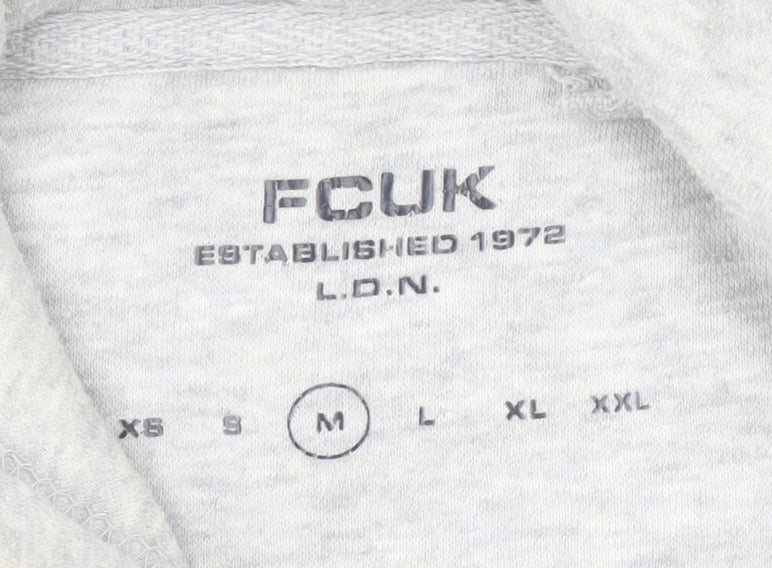 FCUK
ESTABLISHED 1972
L.D.N.
XS S M L XL XXL